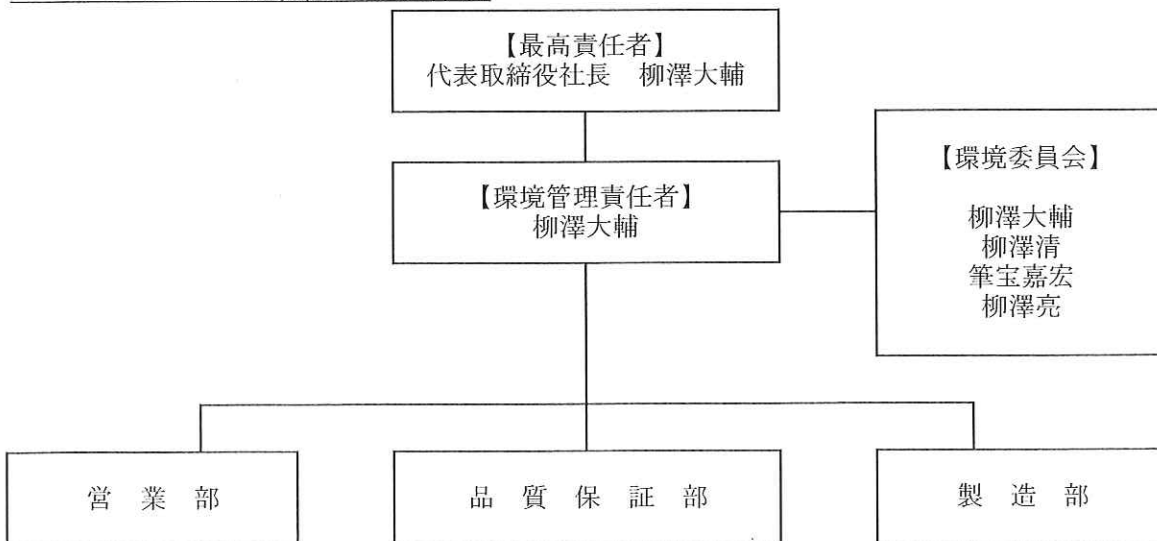 【最高責任者】
代表取締役社長 柳澤大輔
【環境管理責任者】
柳澤大輔
【環境委員会】
柳澤大輔
柳澤清
筆宝嘉宏
柳澤亮
営 業 部
品 質 保 証 部
製 造 部